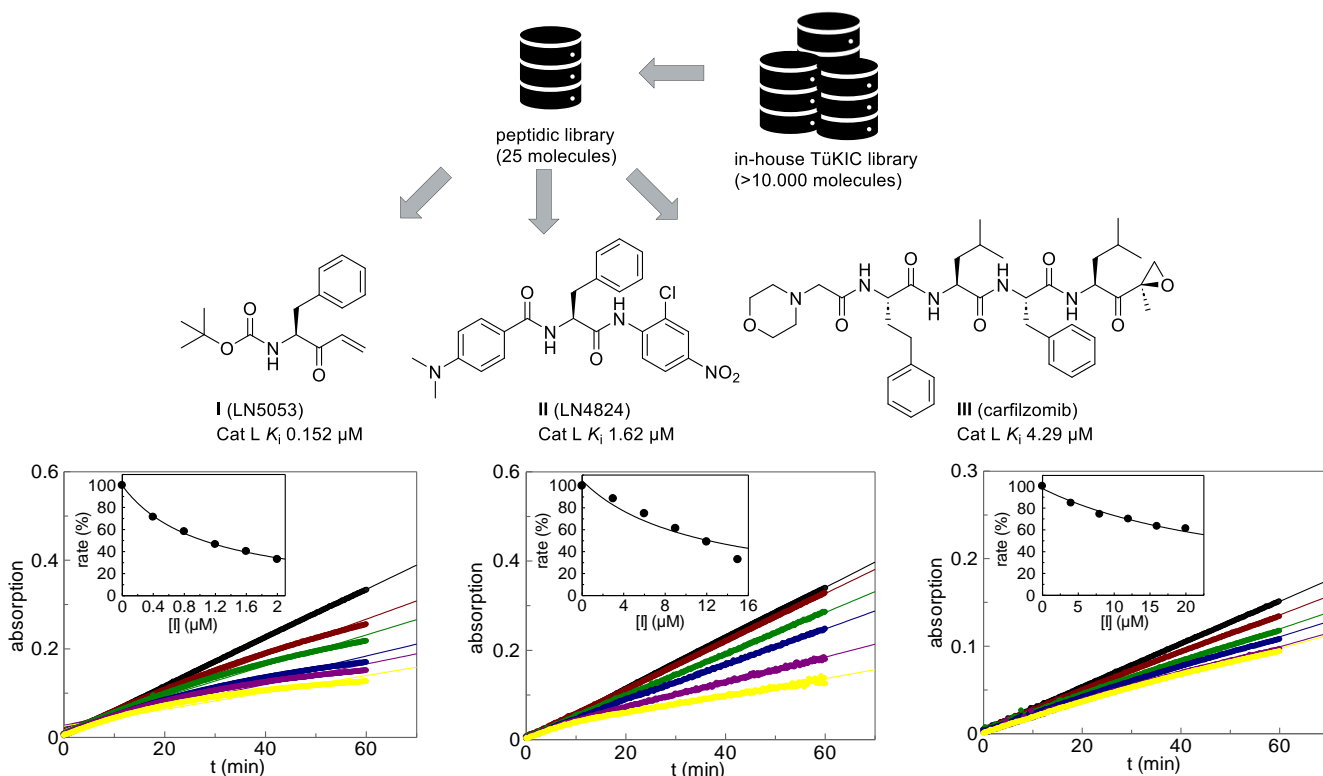 peptidic library
(25 molecules)
in-house TüKIC library
(>10.000 molecules)
O
O
N
H
O
I (LN5053)
Cat L Ki 0.152 µM
N
O
N
H
O
H
N
Cl
NO2
II (LN4824)
Cat L Ki 1.62 µM
O
N
O
H
N
O
N
H
O
H
N
O
N
H
O
O
III (carfilzomib)
Cat L Ki 4.29 µM
0.6
0.4
0.2
0
absorption
0
20
40
60
t (min)
100
80
60
40
20
0
rate (%)
0
0.4
0.8
1.2
1.6
2
[I] (µM)
0.6
0.4
0.2
0
absorption
0
20
40
60
t (min)
100
80
60
40
20
0
rate (%)
0
4
8
12
16
[I] (µM)
0.3
0.2
0.1
0
absorption
0
20
40
60
t (min)
100
80
60
40
20
0
rate (%)
0
5
10
15
20
[I] (µM)